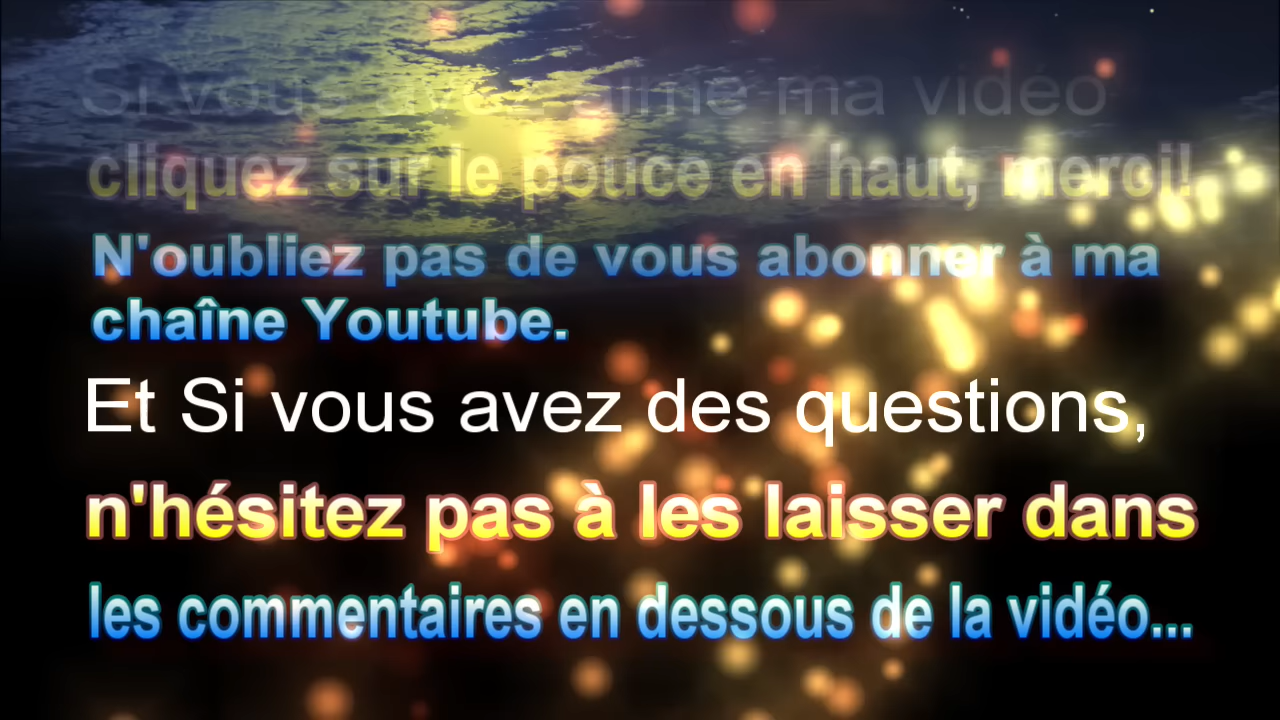 Si vous avez aimé ma vidéo
cliquez sur le pouce en haut, merci!
N'oubliez pas de vous abonner à ma
chaîne Youtube.
Et Si vous avez des questions,
n'hésitez pas à les laisser dans
les commentaires en dessous de la vidéo...